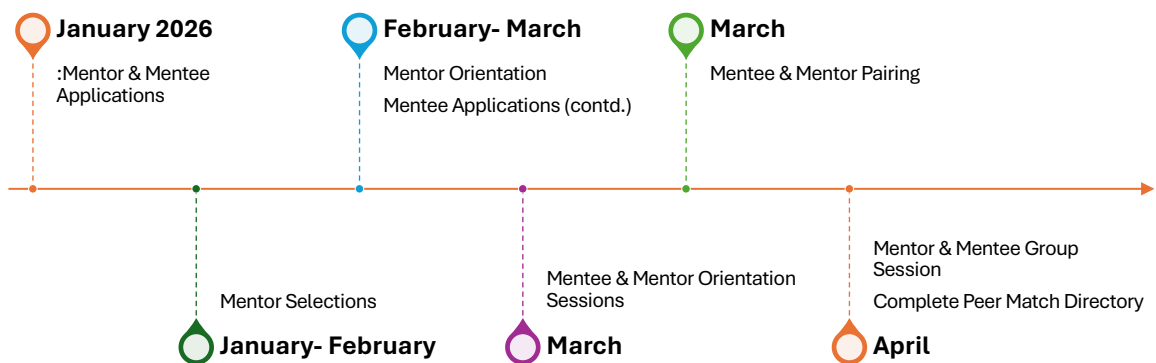 January 2026
:Mentor & Mentee
Applications
February- March
Mentor Orientation
Mentee Applications (contd.)
March
Mentee & Mentor Pairing
Mentor Selections
January- February
Mentee & Mentor Orientation
Sessions
March
Mentor & Mentee Group
Session
Complete Peer Match Directory
April